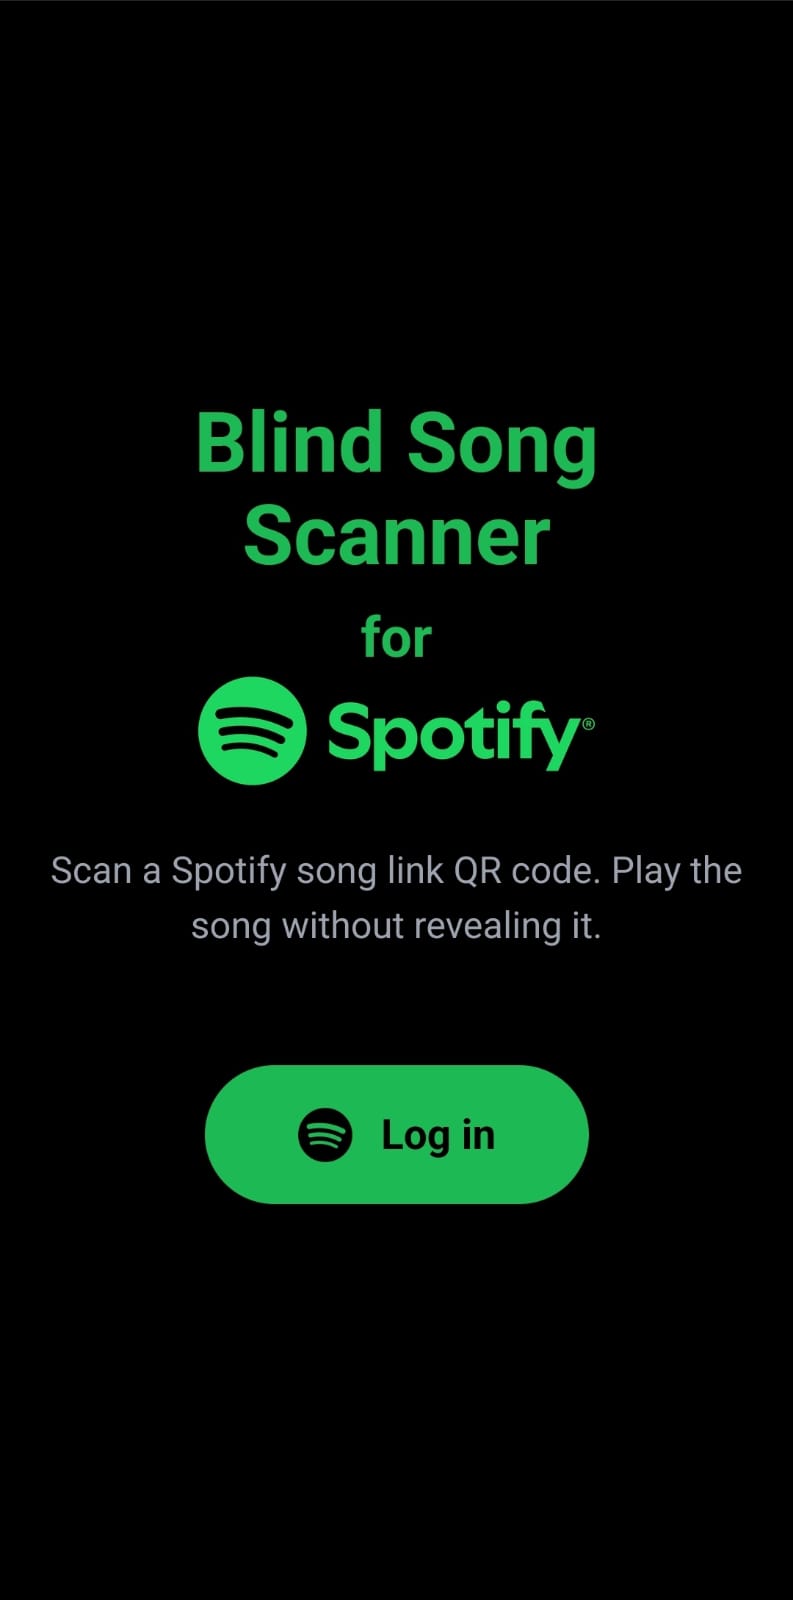 Blind Song
Scanner
for
Spotify®
Scan a Spotify song link QR code. Play the
song without revealing it.
Log in